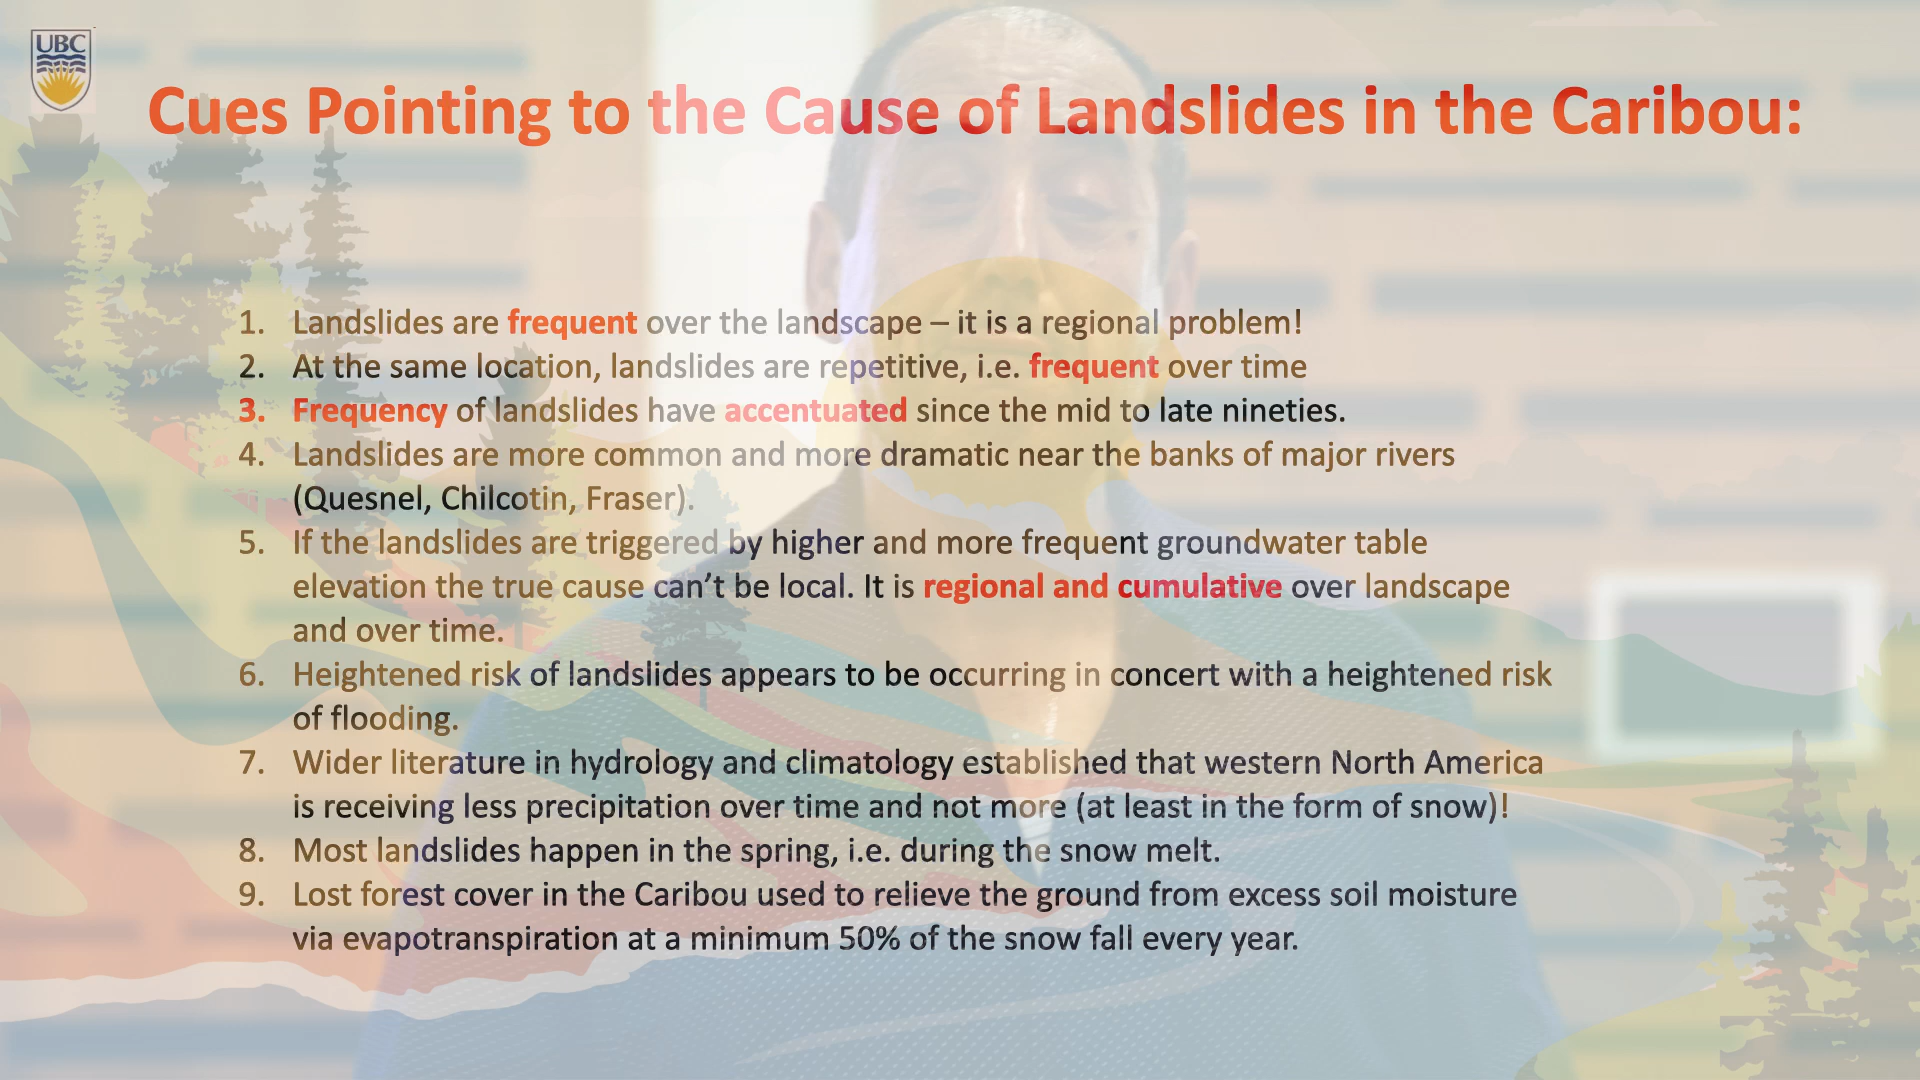 UBC
Cues Pointing to the Cause of Landslides in the Caribou:
1. Landslides are frequent over the landscape – it is a regional problem!
2. At the same location, landslides are repetitive, i.e. frequent over time
3. Frequency of landslides have accentuated since the mid to late nineties.
4. Landslides are more common and more dramatic near the banks of major rivers
(Quesnel, Chilcotin, Fraser).
5. If the landslides are triggered by higher and more frequent groundwater table
elevation the true cause can’t be local. It is regional and cumulative over landscape
and over time.
6. Heightened risk of landslides appears to be occurring in concert with a heightened risk
of flooding.
7. Wider literature in hydrology and climatology established that western North America
is receiving less precipitation over time and not more (at least in the form of snow)!
8. Most landslides happen in the spring, i.e. during the snow melt.
9. Lost forest cover in the Caribou used to relieve the ground from excess soil moisture
via evapotranspiration at a minimum 50% of the snow fall every year.